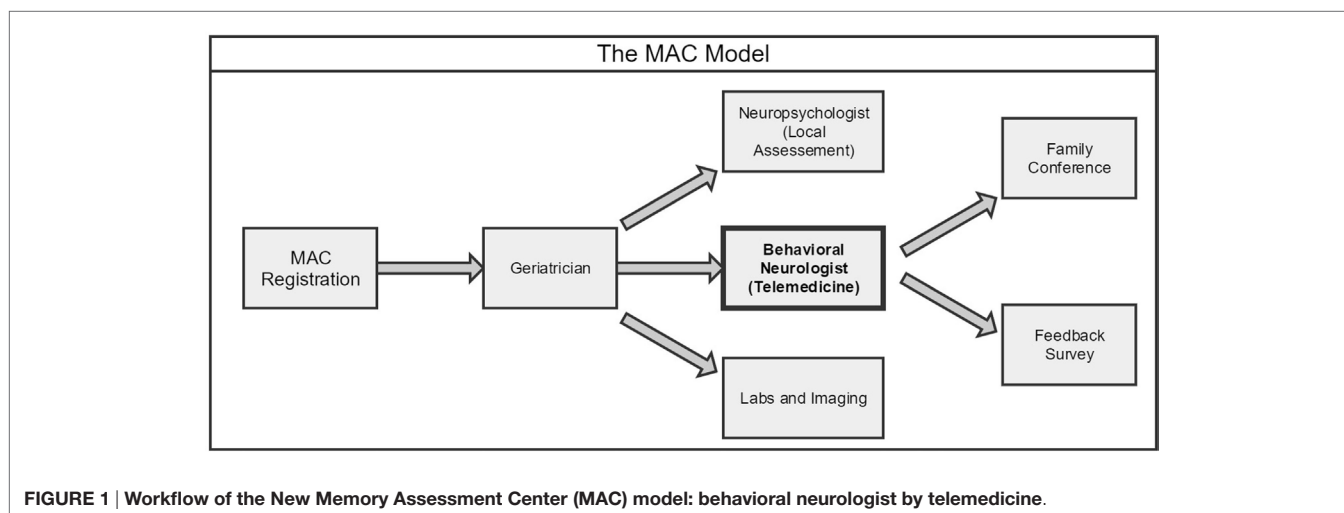 The MAC Model
MAC
Registration
Geriatrician
Neuropsychologist
(Local
Assessement)
Behavioral
Neurologist
(Telemedicine)
Labs and Imaging
Family
Conference
Feedback
Survey
FIGURE 1 | Workflow of the New Memory Assessment Center (MAC) model: behavioral neurologist by telemedicine.